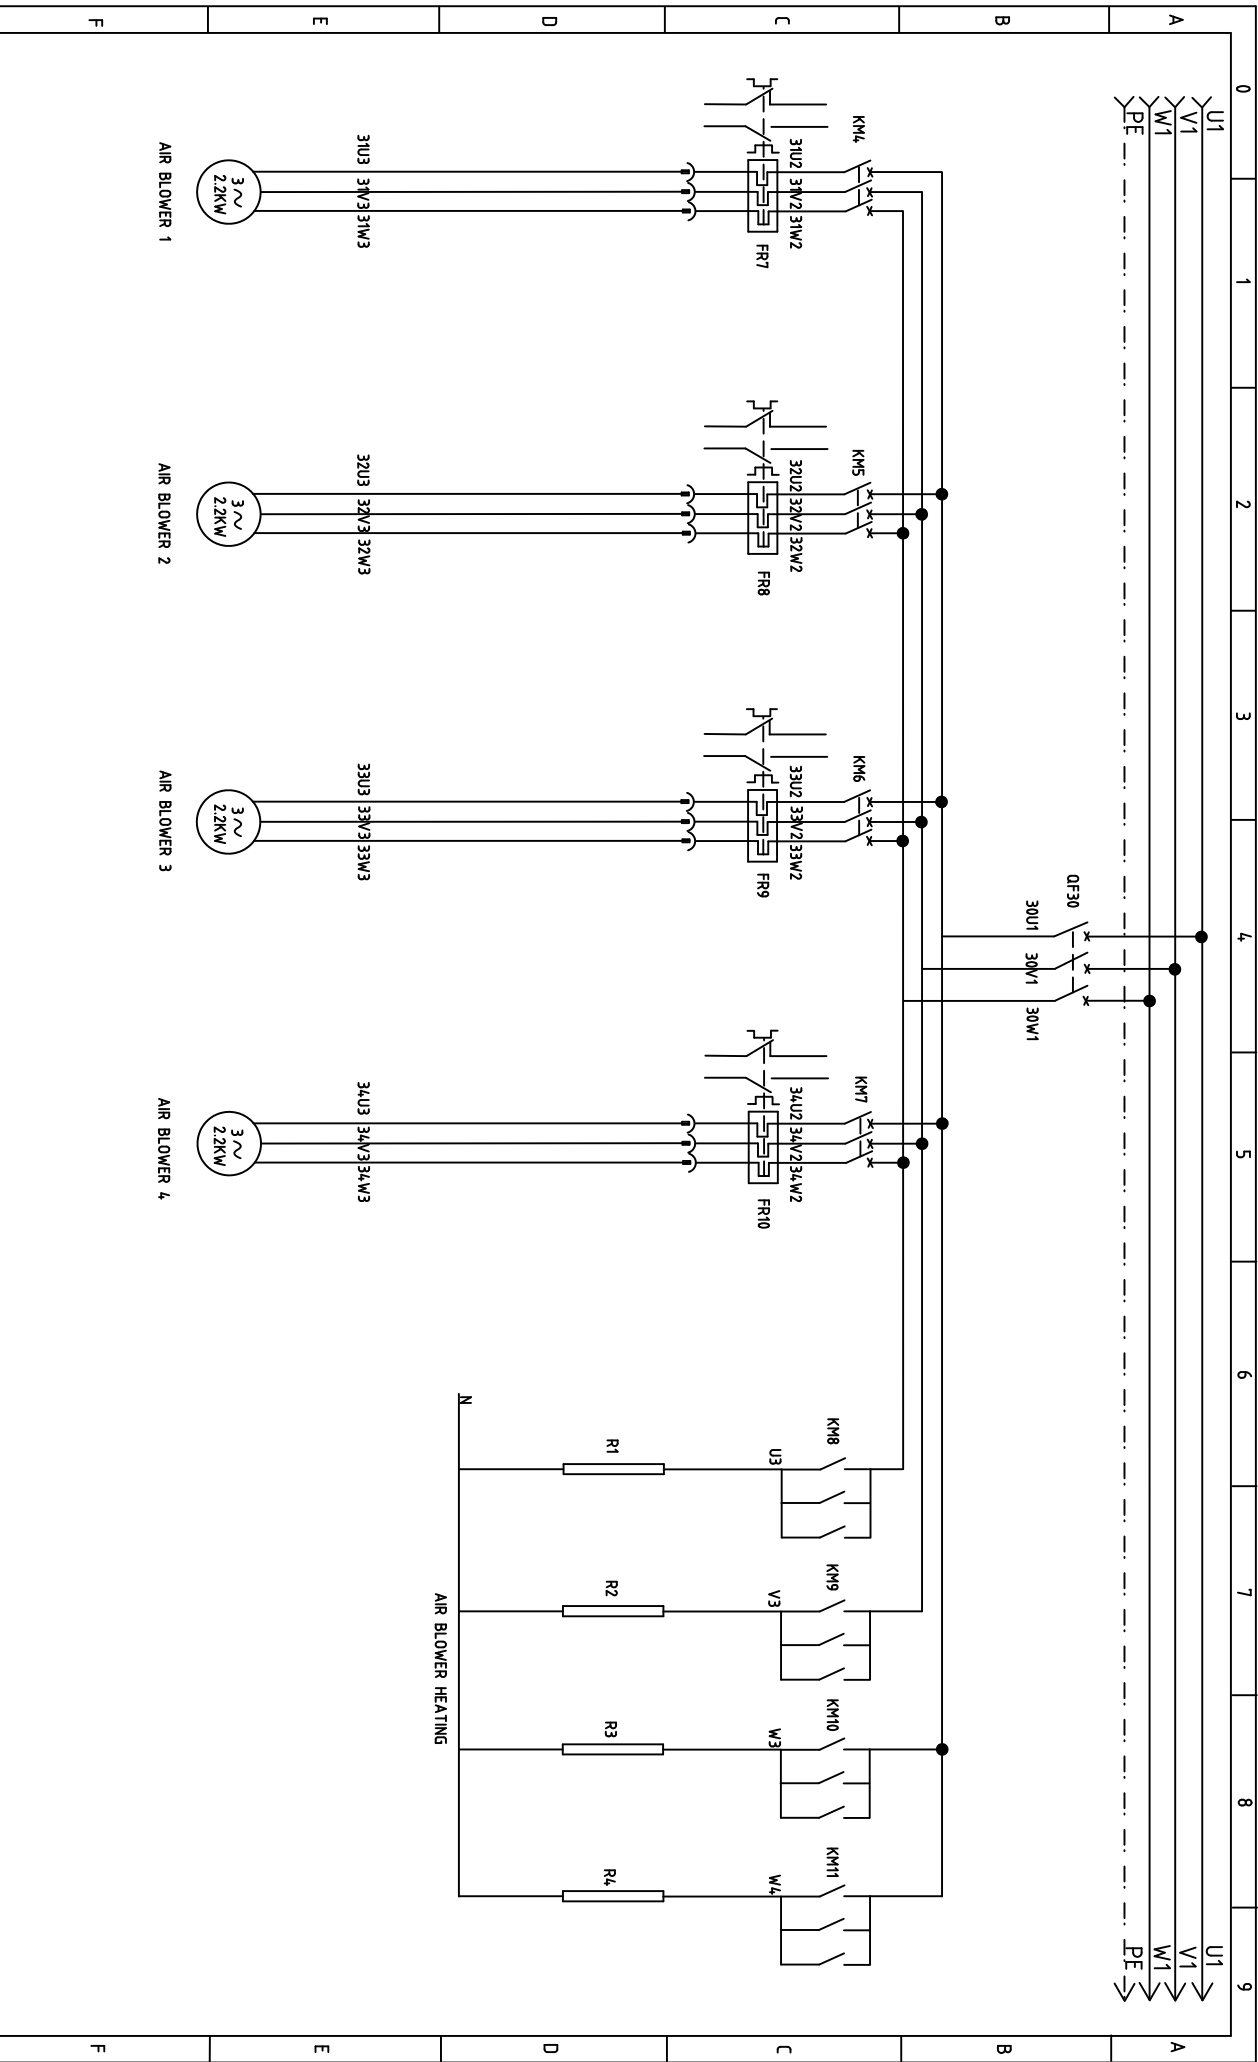 0 1 2 3 4 5 6 7 8 9
A
B
C
D
E
F
A
B
C
D
E
F
U1
V1
W1
PE
U1
V1
W1
PE
QF30
30U1 30V1 30W1
KM4
31U2 31V2 31W2
FR7
31U3 31V3 31W3
3~
2.2KW
AIR BLOWER 1
KM5
32U2 32V2 32W2
FR8
32U3 32V3 32W3
3~
2.2KW
AIR BLOWER 2
KM6
33U2 33V2 33W2
FR9
33U3 33V3 33W3
3~
2.2KW
AIR BLOWER 3
KM7
34U2 34V2 34W2
FR10
34U3 34V3 34W3
3~
2.2KW
AIR BLOWER 4
KM8
U3
R1
KM9
V3
R2
KM10
W3
R3
KM11
W4
R4
N
AIR BLOWER HEATING